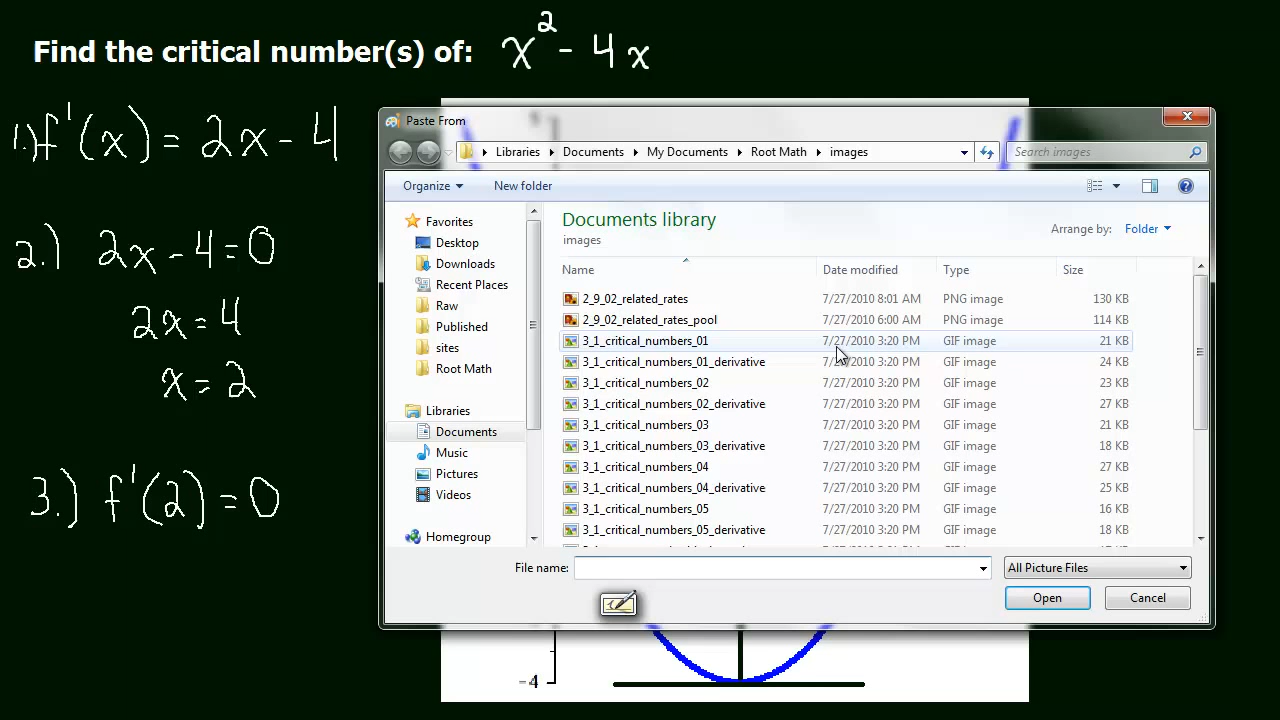 Find the critical number(s) of: x² - 4x
1.) f'(x) = 2x - 4
2.) 2x - 4 = 0
2x = 4
x = 2
3.) f'(2) = 0
Paste From
Libraries Documents My Documents Root Math images
Search images
Organize New folder
Favorites
Desktop
Downloads
Recent Places
Raw
Published
sites
Root Math
Libraries
Documents
Music
Pictures
Videos
Homegroup
Documents library
images
Arrange by: Folder
Name Date modified Type Size
2_9_02_related_rates 7/27/2010 8:01 AM PNG image 130 KB
2_9_02_related_rates_pool 7/27/2010 6:00 AM PNG image 114 KB
3_1_critical_numbers_01 7/27/2010 3:20 PM GIF image 21 KB
3_1_critical_numbers_01_derivative 7/27/2010 3:20 PM GIF image 24 KB
3_1_critical_numbers_02 7/27/2010 3:20 PM GIF image 23 KB
3_1_critical_numbers_02_derivative 7/27/2010 3:20 PM GIF image 27 KB
3_1_critical_numbers_03 7/27/2010 3:20 PM GIF image 21 KB
3_1_critical_numbers_03_derivative 7/27/2010 3:20 PM GIF image 18 KB
3_1_critical_numbers_04 7/27/2010 3:20 PM GIF image 27 KB
3_1_critical_numbers_04_derivative 7/27/2010 3:20 PM GIF image 25 KB
3_1_critical_numbers_05 7/27/2010 3:20 PM GIF image 16 KB
3_1_critical_numbers_05_derivative 7/27/2010 3:20 PM GIF image 18 KB
File name: All Picture Files
Open Cancel
-4